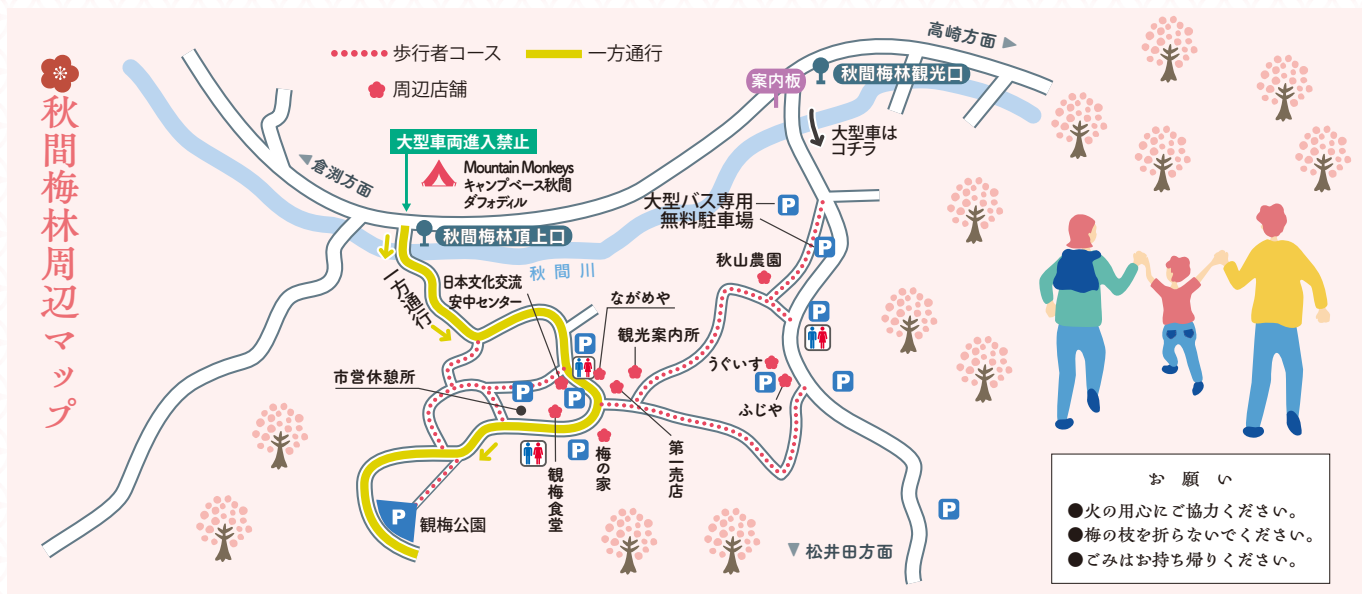 秋間梅林周辺マップ
歩行者コース
一方通行
周辺店舗
高崎方面
案内板
秋間梅林観光口
大型車は
コチラ
大型車両進入禁止
Mountain Monkeys
キャンプベース秋間
ダフォディル
倉渕方面
秋間梅林頂上口
秋間川
一方通行
大型バス専用
無料駐車場
P
P
秋山農園
日本文化交流
安中センター
ながめや
観光案内所
P
P
うぐいす
P
ふじや
P
市営休憩所
P
P
P
梅の家
第一売店
観梅食堂
P
観梅公園
P
松井田方面
お願い
●火の用心にご協力ください。
●梅の枝を折らないでください。
●ごみはお持ち帰りください。